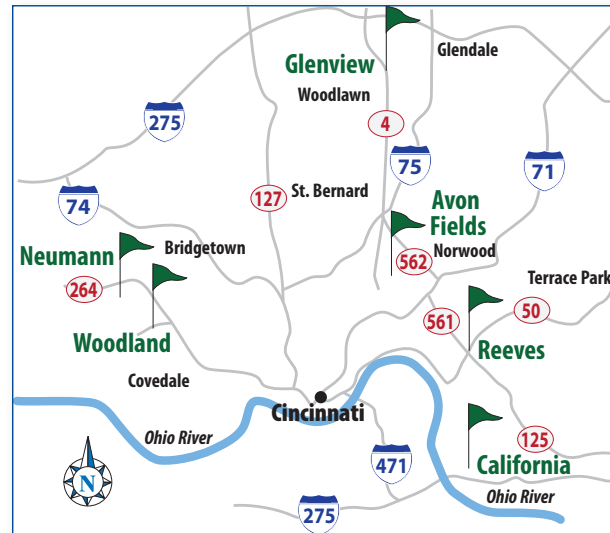 Glendale
Glenview
Woodlawn
275
4
75
71
74
127
St. Bernard
Avon
Fields
Neumann
Bridgetown
562
Norwood
Terrace Park
264
561
50
Woodland
Reeves
Covedale
Cincinnati
Ohio River
125
471
California
N
275
Ohio River